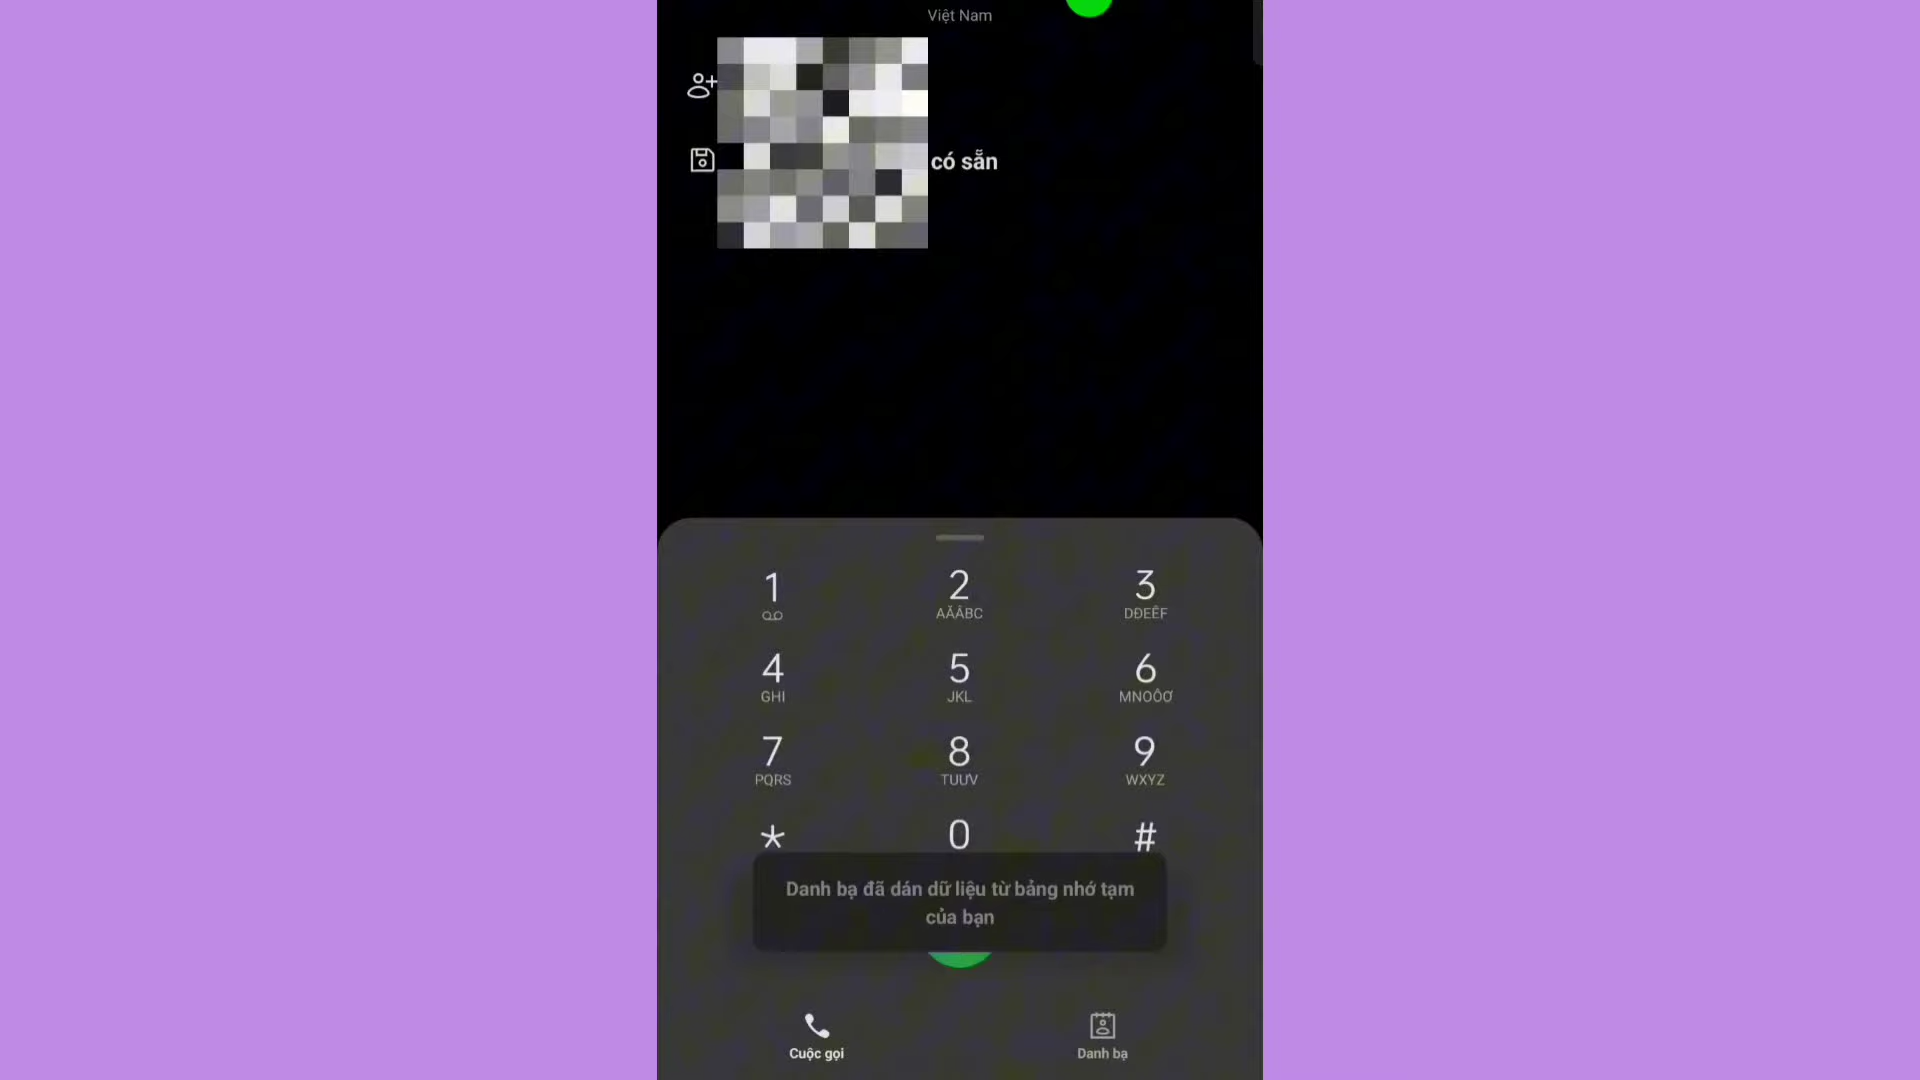 Việt Nam
có sẵn
1
2
AĂÂBC
3
DĐEÊF
4
GHI
5
JKL
6
MNOÔƠ
7
PQRS
8
TUƯV
9
WXYZ
*
0
#
Danh bạ đã dán dữ liệu từ bảng nhớ tạm
của bạn
Cuộc gọi
Danh bạ